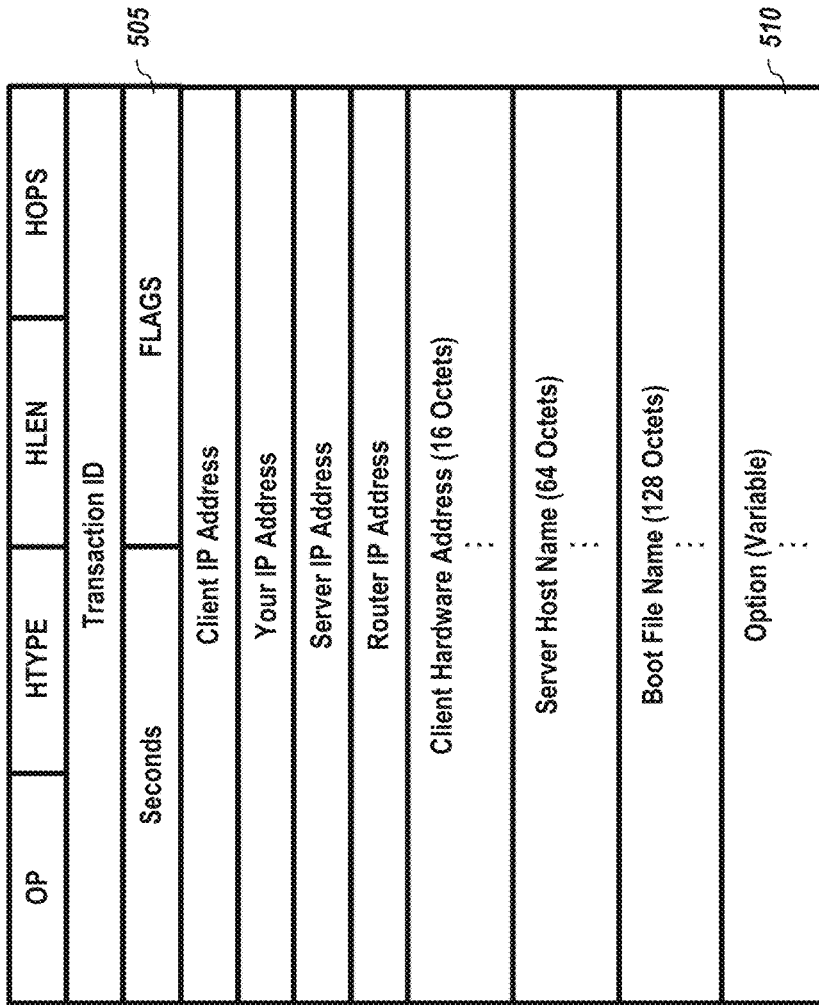 OP HTYPE HLEN HOPS
Transaction ID
Seconds FLAGS 505
Client IP Address
Your IP Address
Server IP Address
Router IP Address
Client Hardware Address (16 Octets)
Server Host Name (64 Octets)
Boot File Name (128 Octets)
Option (Variable) 510